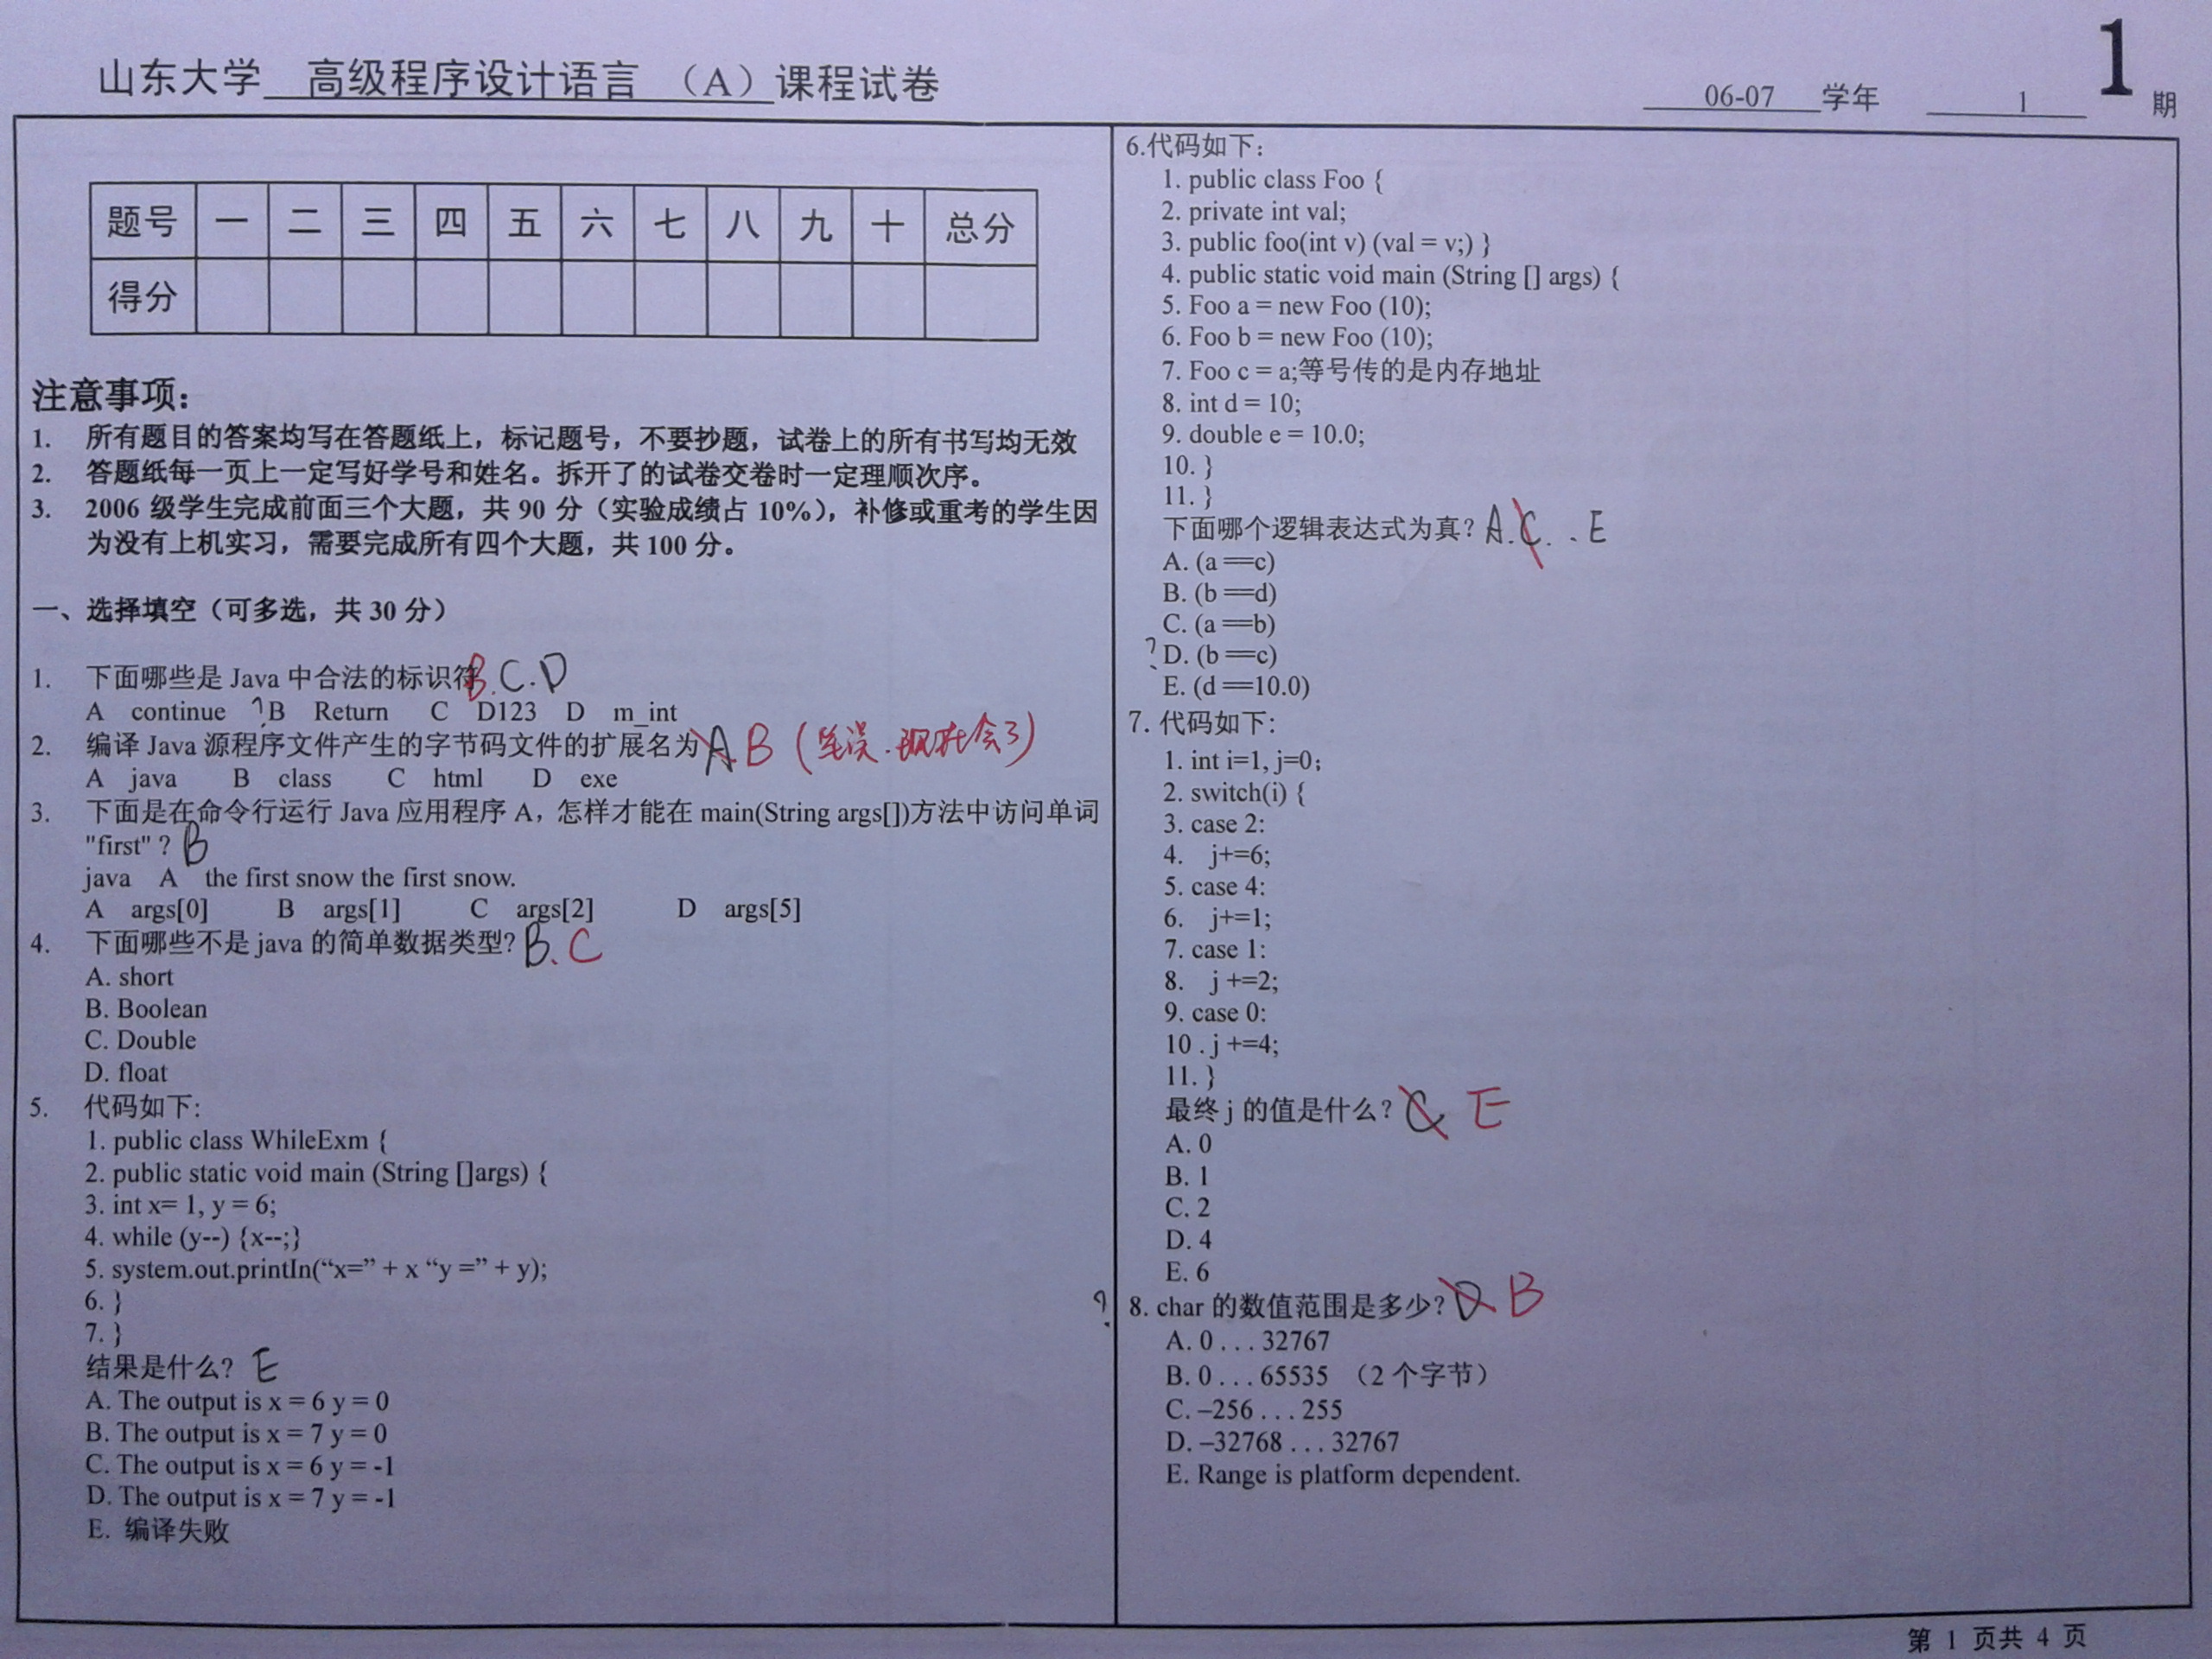 山东大学 高级程序设计语言 （A）课程试卷
06-07 学年 1 1 期
题号 一 二 三 四 五 六 七 八 九 十 总分
得分
注意事项：
1. 所有题目的答案均写在答题纸上，标记题号，不要抄题，试卷上的所有书写均无效
2. 答题纸每一页上一定写好学号和姓名。拆开了的试卷交卷时一定理顺次序。
3. 2006 级学生完成前面三个大题，共 90 分（实验成绩占 10%），补修或重考的学生因
为没有上机实习，需要完成所有四个大题，共 100 分。
一、选择填空（可多选，共 30 分）
1. 下面哪些是 Java 中合法的标识符 B. C. D
A continue ? B Return C D123 D m_int
2. 编译 Java 源程序文件产生的字节码文件的扩展名为 A B (笔误.现在会了)
A java B class C html D exe
3. 下面是在命令行运行 Java 应用程序 A，怎样才能在 main(String args[])方法中访问单词
"first" ? B
java A the first snow the first snow.
A args[0] B args[1] C args[2] D args[5]
4. 下面哪些不是 java 的简单数据类型? B、C
A. short
B. Boolean
C. Double
D. float
5. 代码如下:
1. public class WhileExm {
2. public static void main (String []args) {
3. int x= 1, y = 6;
4. while (y--) {x--;}
5. system.out.printIn(“x=” + x “y =” + y);
6. }
7. }
结果是什么? E
A. The output is x = 6 y = 0
B. The output is x = 7 y = 0
C. The output is x = 6 y = -1
D. The output is x = 7 y = -1
E. 编译失败
6.代码如下:
1. public class Foo {
2. private int val;
3. public foo(int v) (val = v;) }
4. public static void main (String [] args) {
5. Foo a = new Foo (10);
6. Foo b = new Foo (10);
7. Foo c = a;等号传的是内存地址
8. int d = 10;
9. double e = 10.0;
10. }
11. }
下面哪个逻辑表达式为真? A.C. . E
A. (a ==c)
B. (b ==d)
C. (a ==b)
? D. (b ==c)
E. (d ==10.0)
7. 代码如下:
1. int i=1, j=0;
2. switch(i) {
3. case 2:
4. j+=6;
5. case 4:
6. j+=1;
7. case 1:
8. j +=2;
9. case 0:
10 . j +=4;
11. }
最终 j 的值是什么? C E
A. 0
B. 1
C. 2
D. 4
E. 6
? 8. char 的数值范围是多少? D B
A. 0 . . . 32767
B. 0 . . . 65535 （2 个字节）
C. –256 . . . 255
D. –32768 . . . 32767
E. Range is platform dependent.
第 1 页共 4 页